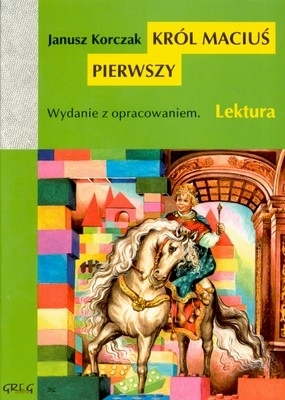 Janusz Korczak KRÓL MACIUŚ
PIERWSZY
Wydanie z opracowaniem. Lektura
GREG